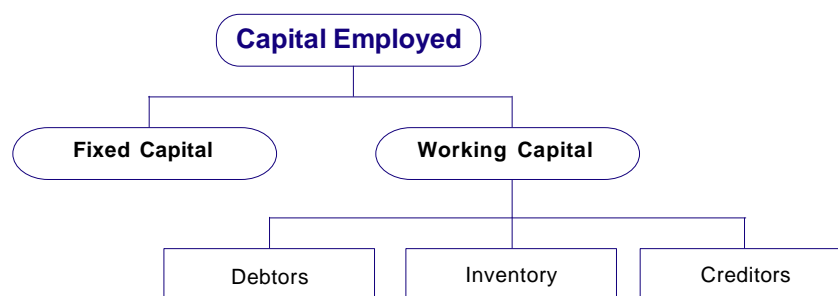 Capital Employed
Fixed Capital
Working Capital
Debtors
Inventory
Creditors